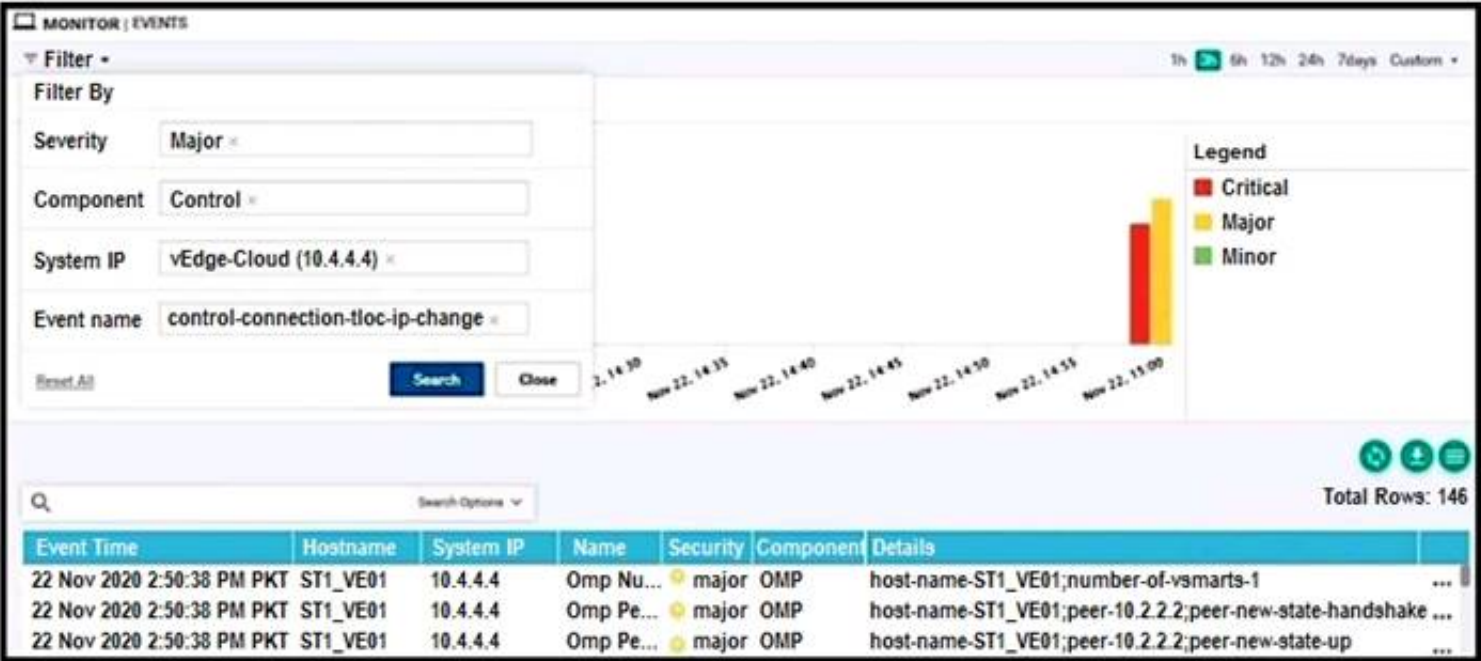 MONITOR | EVENTS
Filter
1h 3h 6h 12h 24h 7days Custom
Filter By
Severity Major ×
Component Control ×
System IP vEdge-Cloud (10.4.4.4) ×
Event name control-connection-tloc-ip-change ×
Reset All Search Close
2, 14:30 Nov 22, 14:35 Nov 22, 14:40 Nov 22, 14:45 Nov 22, 14:50 Nov 22, 14:55 Nov 22, 15:00
Legend
Critical
Major
Minor
Total Rows: 146
Search Options
Event Time Hostname System IP Name Security Component Details
22 Nov 2020 2:50:38 PM PKT ST1_VE01 10.4.4.4 Omp Nu... major OMP host-name-ST1_VE01;number-of-vsmarts-1 ...
22 Nov 2020 2:50:38 PM PKT ST1_VE01 10.4.4.4 Omp Pe... major OMP host-name-ST1_VE01;peer-10.2.2.2;peer-new-state-handshake ...
22 Nov 2020 2:50:38 PM PKT ST1_VE01 10.4.4.4 Omp Pe... major OMP host-name-ST1_VE01;peer-10.2.2.2;peer-new-state-up ...